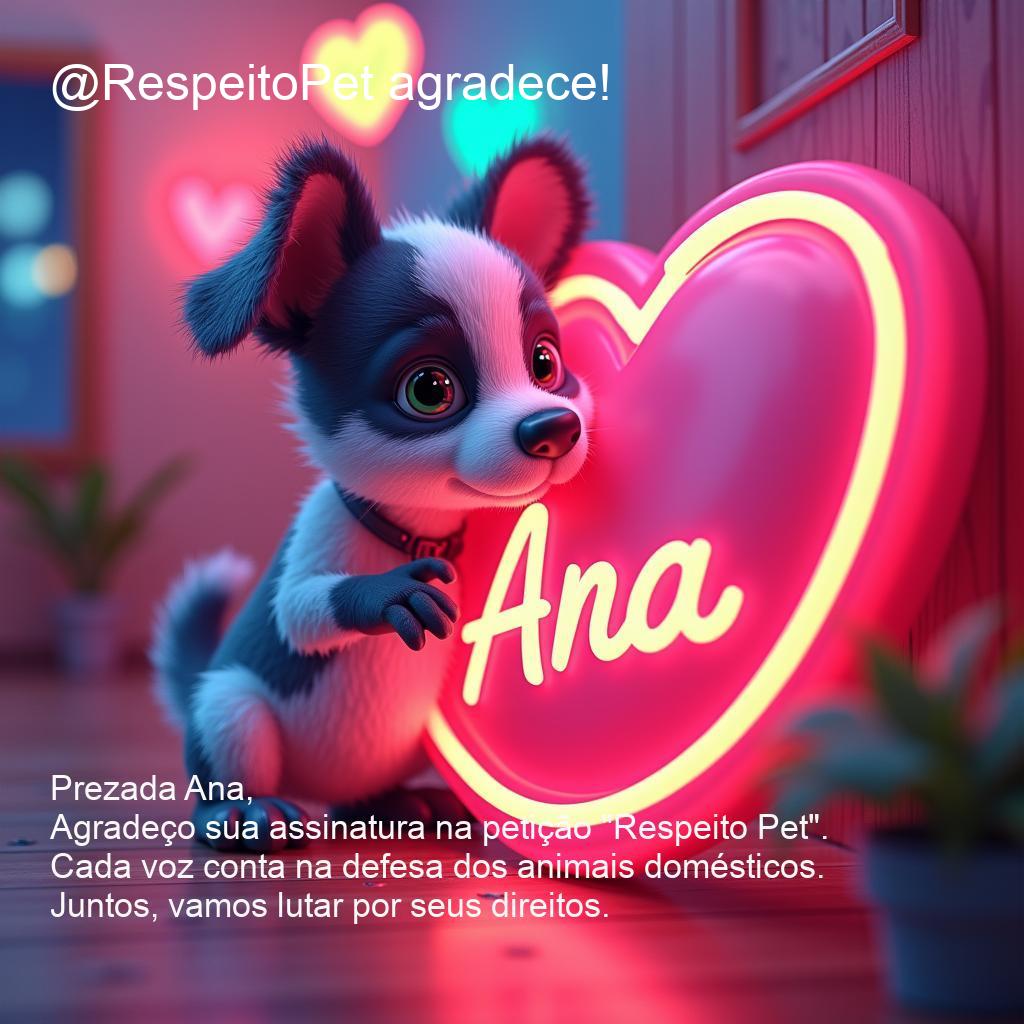 @RespeitoPet agradece!
Ana
Prezada Ana,
Agradeço sua assinatura na petição "Respeito Pet".
Cada voz conta na defesa dos animais domésticos.
Juntos, vamos lutar por seus direitos.